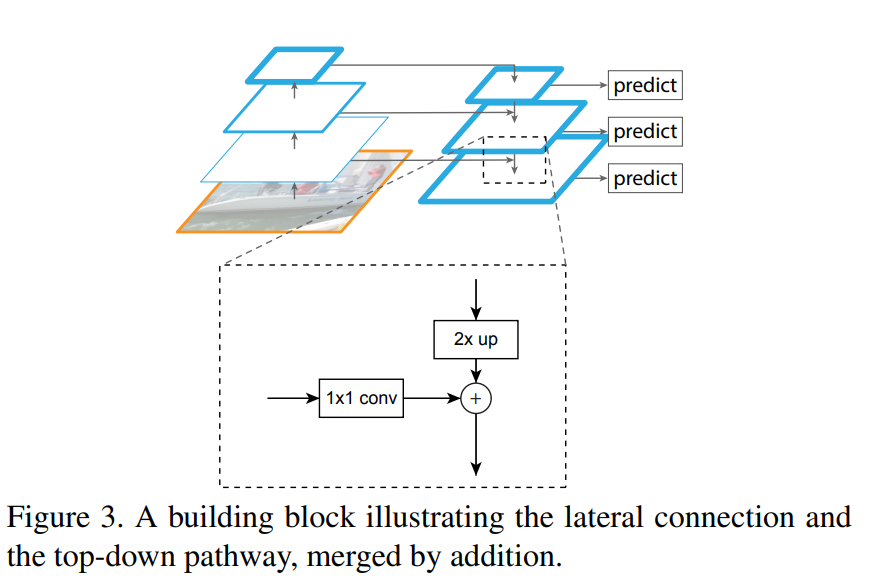 predict
predict
predict
2x up
1x1 conv
+
Figure 3. A building block illustrating the lateral connection and
the top-down pathway, merged by addition.